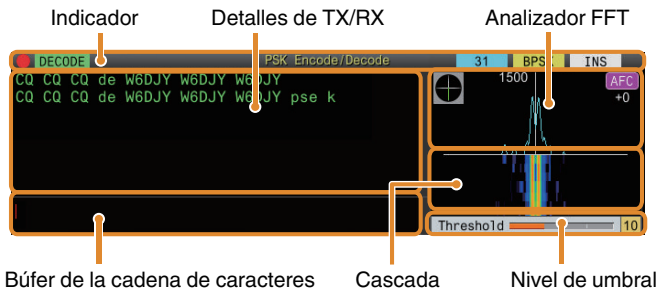 Indicador Detalles de TX/RX Analizador FFT
DECODE PSK Encode/Decode 31 BPSK INS
CQ CQ CQ de W6DJY W6DJY W6DJY
CQ CQ CQ de W6DJY W6DJY W6DJY pse k
1500 AFC
+0
Threshold 10
Búfer de la cadena de caracteres Cascada Nivel de umbral